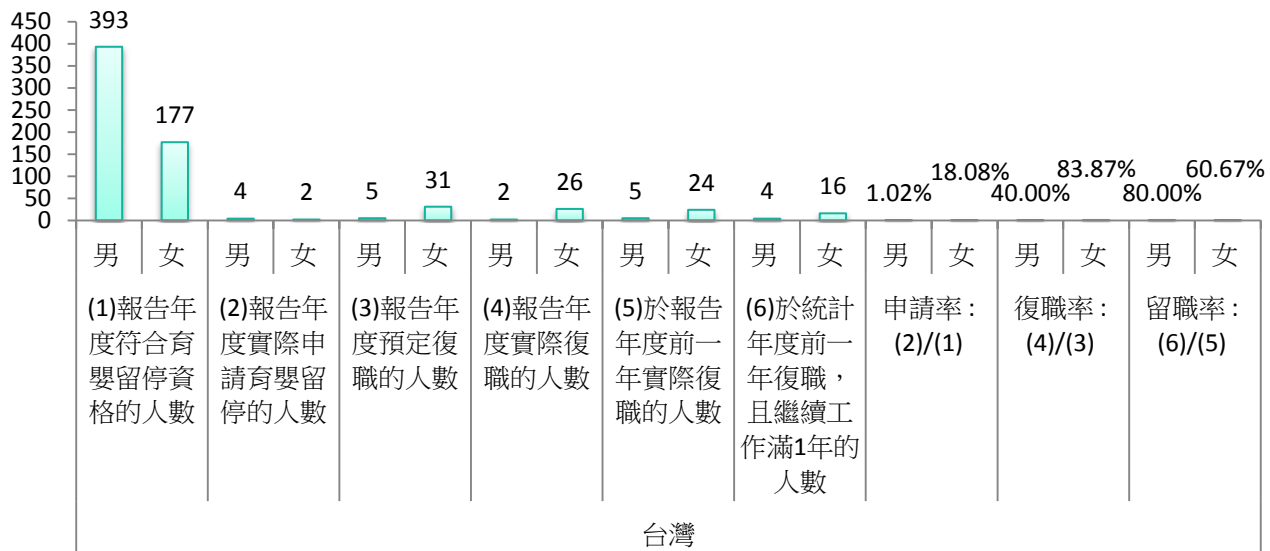 450
400
350
300
250
200
150
100
50
0
393
177
4
2
5
31
2
26
5
24
4
16
1.02%
18.08%
40.00%
83.87%
80.00%
60.67%
男 女 男 女 男 女 男 女 男 女 男 女 男 女 男 女 男 女
(1)報告年
度符合育
嬰留停資
格的人數
(2)報告年
度實際申
請育嬰留
停的人數
(3)報告年
度預定復
職的人數
(4)報告年
度實際復
職的人數
(5)於報告
年度前一
年實際復
職的人數
(6)於統計
年度前一
年復職，
且繼續工
作滿1年的
人數
申請率：
(2)/(1)
復職率：
(4)/(3)
留職率：
(6)/(5)
台灣